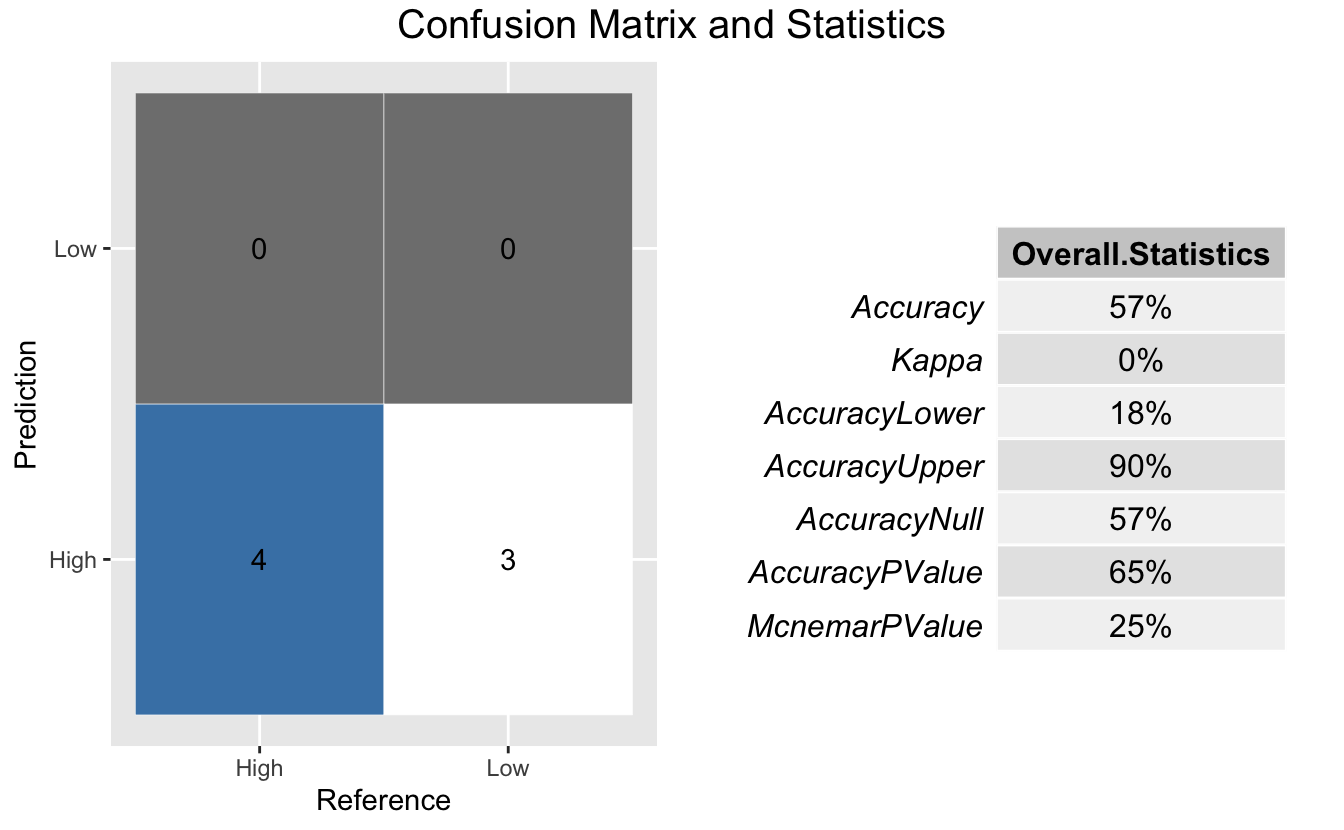 Confusion Matrix and Statistics
Prediction
Low
High
0
0
4
3
High
Low
Reference
Overall.Statistics
Accuracy 57%
Kappa 0%
AccuracyLower 18%
AccuracyUpper 90%
AccuracyNull 57%
AccuracyPValue 65%
McnemarPValue 25%